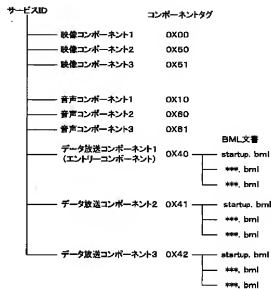 サービスID
コンポーネントタグ
映像コンポーネント1 0X00
映像コンポーネント2 0X50
映像コンポーネント3 0X51
音声コンポーネント1 0X10
音声コンポーネント2 0X60
音声コンポーネント3 0X61
BML文書
データ放送コンポーネント1 0X40 startup. bml
(エントリーコンポーネント)
***. bml
***. bml
データ放送コンポーネント2 0X41 startup. bml
***. bml
***. bml
データ放送コンポーネント3 0X42 startup. bml
***. bml
***. bml